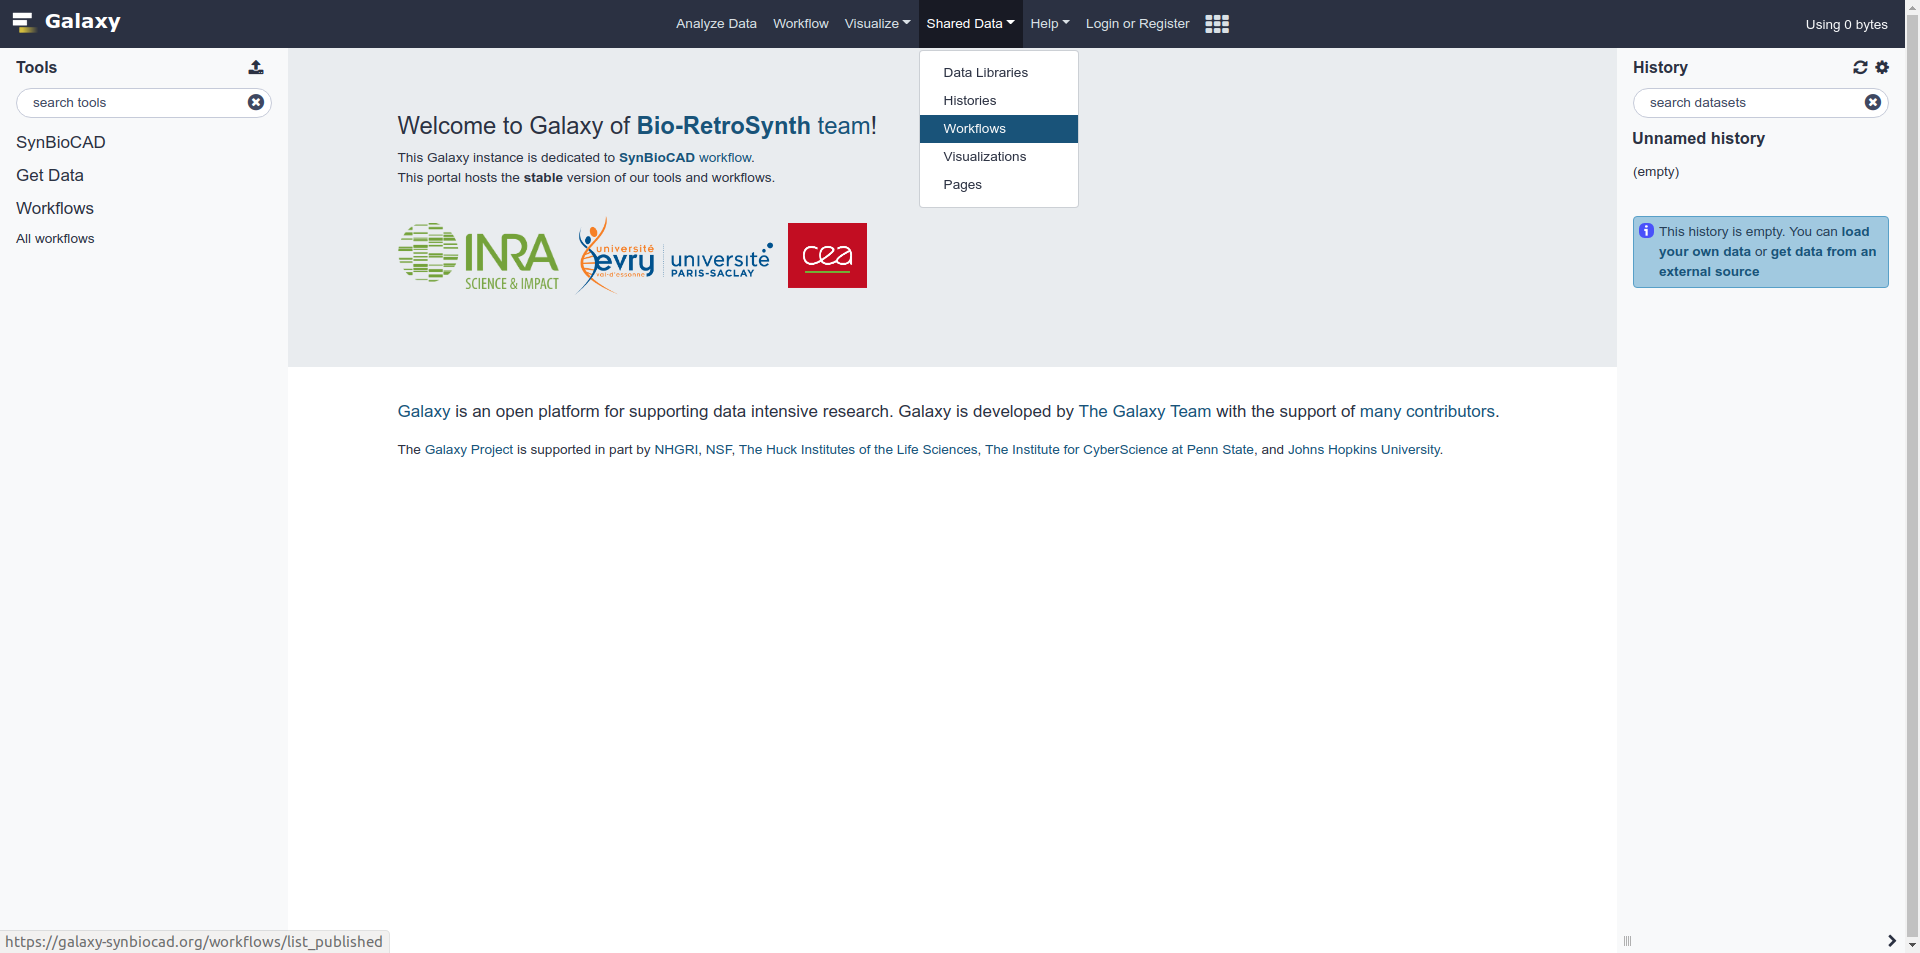 Galaxy
Analyze Data
Workflow
Visualize
Shared Data
Help
Login or Register
Using 0 bytes
Data Libraries
Histories
Workflows
Visualizations
Pages
Tools
search tools
SynBioCAD
Get Data
Workflows
All workflows
Welcome to Galaxy of Bio-RetroSynth team!
This Galaxy instance is dedicated to SynBioCAD workflow.
This portal hosts the stable version of our tools and workflows.
INRA
SCIENCE & IMPACT
université
evry
val-d'essonne
université
PARIS-SACLAY
cea
Galaxy is an open platform for supporting data intensive research. Galaxy is developed by The Galaxy Team with the support of many contributors.
The Galaxy Project is supported in part by NHGRI, NSF, The Huck Institutes of the Life Sciences, The Institute for CyberScience at Penn State, and Johns Hopkins University.
History
search datasets
Unnamed history
(empty)
This history is empty. You can load
your own data or get data from an
external source
https://galaxy-synbiocad.org/workflows/list_published